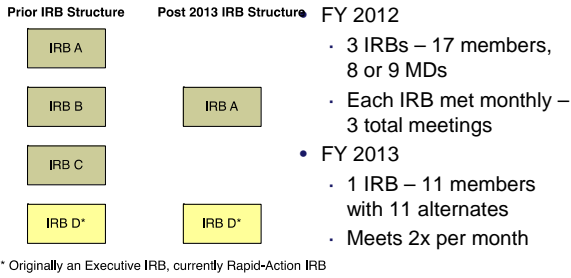 Prior IRB Structure
Post 2013 IRB Structure
IRB A
IRB B
IRB A
IRB C
IRB D*
IRB D*
* Originally an Executive IRB, currently Rapid-Action IRB
• FY 2012
· 3 IRBs – 17 members,
8 or 9 MDs
· Each IRB met monthly –
3 total meetings
• FY 2013
· 1 IRB – 11 members
with 11 alternates
· Meets 2x per month